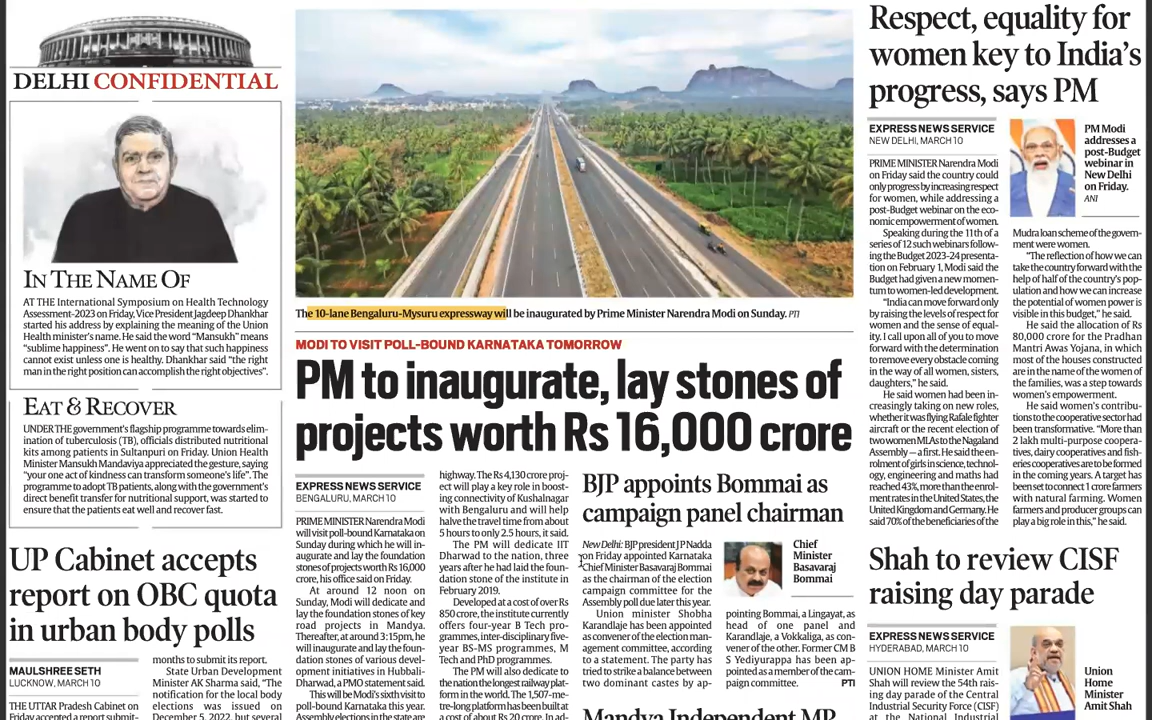 DELHI CONFIDENTIAL
IN THE NAME OF
AT THE International Symposium on Health Technology
Assessment-2023 on Friday, Vice President Jagdeep Dhankhar
started his address by explaining the meaning of the Union
Health minister's name. He said the word "Mansukh" means
"sublime happiness". He went on to say that such happiness
cannot exist unless one is healthy. Dhankhar said "the right
man in the right position can accomplish the right objectives".
EAT & RECOVER
UNDER THE government's flagship programme towards elim-
ination of tuberculosis (TB), officials distributed nutritional
kits among patients in Sultanpuri on Friday. Union Health
Minister Mansukh Mandaviya appreciated the gesture, saying
"your one act of kindness can transform someone's life". The
programme to adopt TB patients, along with the government's
direct benefit transfer for nutritional support, was started to
ensure that the patients eat well and recover fast.
UP Cabinet accepts
report on OBC quota
in urban body polls
MAULSHREE SETH
LUCKNOW, MARCH 10
THE UTTAR Pradesh Cabinet on
Friday accepted a report submit-
months to submit its report.
State Urban Development
Minister AK Sharma said, "The
notification for the local body
elections was issued on
December 5, 2022, but several
The 10-lane Bengaluru-Mysuru expressway will be inaugurated by Prime Minister Narendra Modi on Sunday. PTI
MODI TO VISIT POLL-BOUND KARNATAKA TOMORROW
PM to inaugurate, lay stones of
projects worth Rs 16,000 crore
EXPRESS NEWS SERVICE
BENGALURU, MARCH 10
PRIME MINISTER Narendra Modi
will visit poll-bound Karnataka on
Sunday during which he will in-
augurate and lay the foundation
stones of projects worth Rs 16,000
crore, his office said on Friday.
At around 12 noon on
Sunday, Modi will dedicate and
lay the foundation stones of key
road projects in Mandya.
Thereafter, at around 3:15pm, he
will inaugurate and lay the foun-
dation stones of various devel-
opment initiatives in Hubballi-
Dharwad, a PMO statement said.
This will be Modi's sixth visit to
poll-bound Karnataka this year.
Assembly elections in the state are
highway. The Rs 4,130 crore proj-
ect will play a key role in boost-
ing connectivity of Kushalnagar
with Bengaluru and will help
halve the travel time from about
5 hours to only 2.5 hours, it said.
The PM will dedicate IIT
Dharwad to the nation, three
years after he had laid the foun-
dation stone of the institute in
February 2019.
Developed at a cost of over Rs
850 crore, the institute currently
offers four-year B Tech pro-
grammes, inter-disciplinary five-
year BS-MS programmes, M
Tech and PhD programmes.
The PM will also dedicate to
the nation the longest railway plat-
form in the world. The 1,507-me-
tre-long platform has been built at
a cost of about Rs 20 crore. In ad-
BJP appoints Bommai as
campaign panel chairman
New Delhi: BJP president J P Nadda
on Friday appointed Karnataka
Chief Minister Basavaraj Bommai
as the chairman of the election
campaign committee for the
Assembly poll due later this year.
Union minister Shobha
Karandlaje has been appointed
as convener of the election man-
agement committee, according
to a statement. The party has
tried to strike a balance between
two dominant castes by ap-
Chief
Minister
Basavaraj
Bommai
pointing Bommai, a Lingayat, as
head of one panel and
Karandlaje, a Vokkaliga, as con-
vener of the other. Former CM B
S Yediyurappa has been ap-
pointed as a member of the cam-
paign committee. PTI
Mandya Independent MP
Respect, equality for
women key to India's
progress, says PM
EXPRESS NEWS SERVICE
NEW DELHI, MARCH 10
PRIME MINISTER Narendra Modi
on Friday said the country could
only progress by increasing respect
for women, while addressing a
post-Budget webinar on the eco-
nomic empowerment of women.
Speaking during the 11th of a
series of 12 such webinars follow-
ing the Budget 2023-24 presenta-
tion on February 1, Modi said the
Budget had given a new momen-
tum to women-led development.
"India can move forward only
by raising the levels of respect for
women and the sense of equal-
ity. I call upon all of you to move
forward with the determination
to remove every obstacle coming
in the way of all women, sisters,
daughters," he said.
He said women had been in-
creasingly taking on new roles,
whether it was flying Rafale fighter
aircraft or the recent election of
two women MLAs to the Nagaland
Assembly — a first. He said the en-
rolment of girls in science, technol-
ogy, engineering and maths had
reached 43%, more than the enrol-
ment rates in the United States, the
United Kingdom and Germany. He
said 70% of the beneficiaries of the
PM Modi
addresses a
post-Budget
webinar in
New Delhi
on Friday.
ANI
Mudra loan scheme of the govern-
ment were women.
"The reflection of how we can
take the country forward with the
help of half of the country's pop-
ulation and how we can increase
the potential of women power is
visible in this budget," he said.
He said the allocation of Rs
80,000 crore for the Pradhan
Mantri Awas Yojana, in which
most of the houses constructed
are in the name of the women of
the families, was a step towards
women's empowerment.
He said women's contribu-
tions to the cooperative sector had
been transformative. "More than
2 lakh multi-purpose coopera-
tives, dairy cooperatives and fish-
eries cooperatives are to be formed
in the coming years. A target has
been set to connect 1 crore farmers
with natural farming. Women
farmers and producer groups can
play a big role in this," he said.
Shah to review CISF
raising day parade
EXPRESS NEWS SERVICE
HYDERABAD, MARCH 10
UNION HOME Minister Amit
Shah will review the 54th rais-
ing day parade of the Central
Industrial Security Force (CISF)
at the National Industrial
Union
Home
Minister
Amit Shah